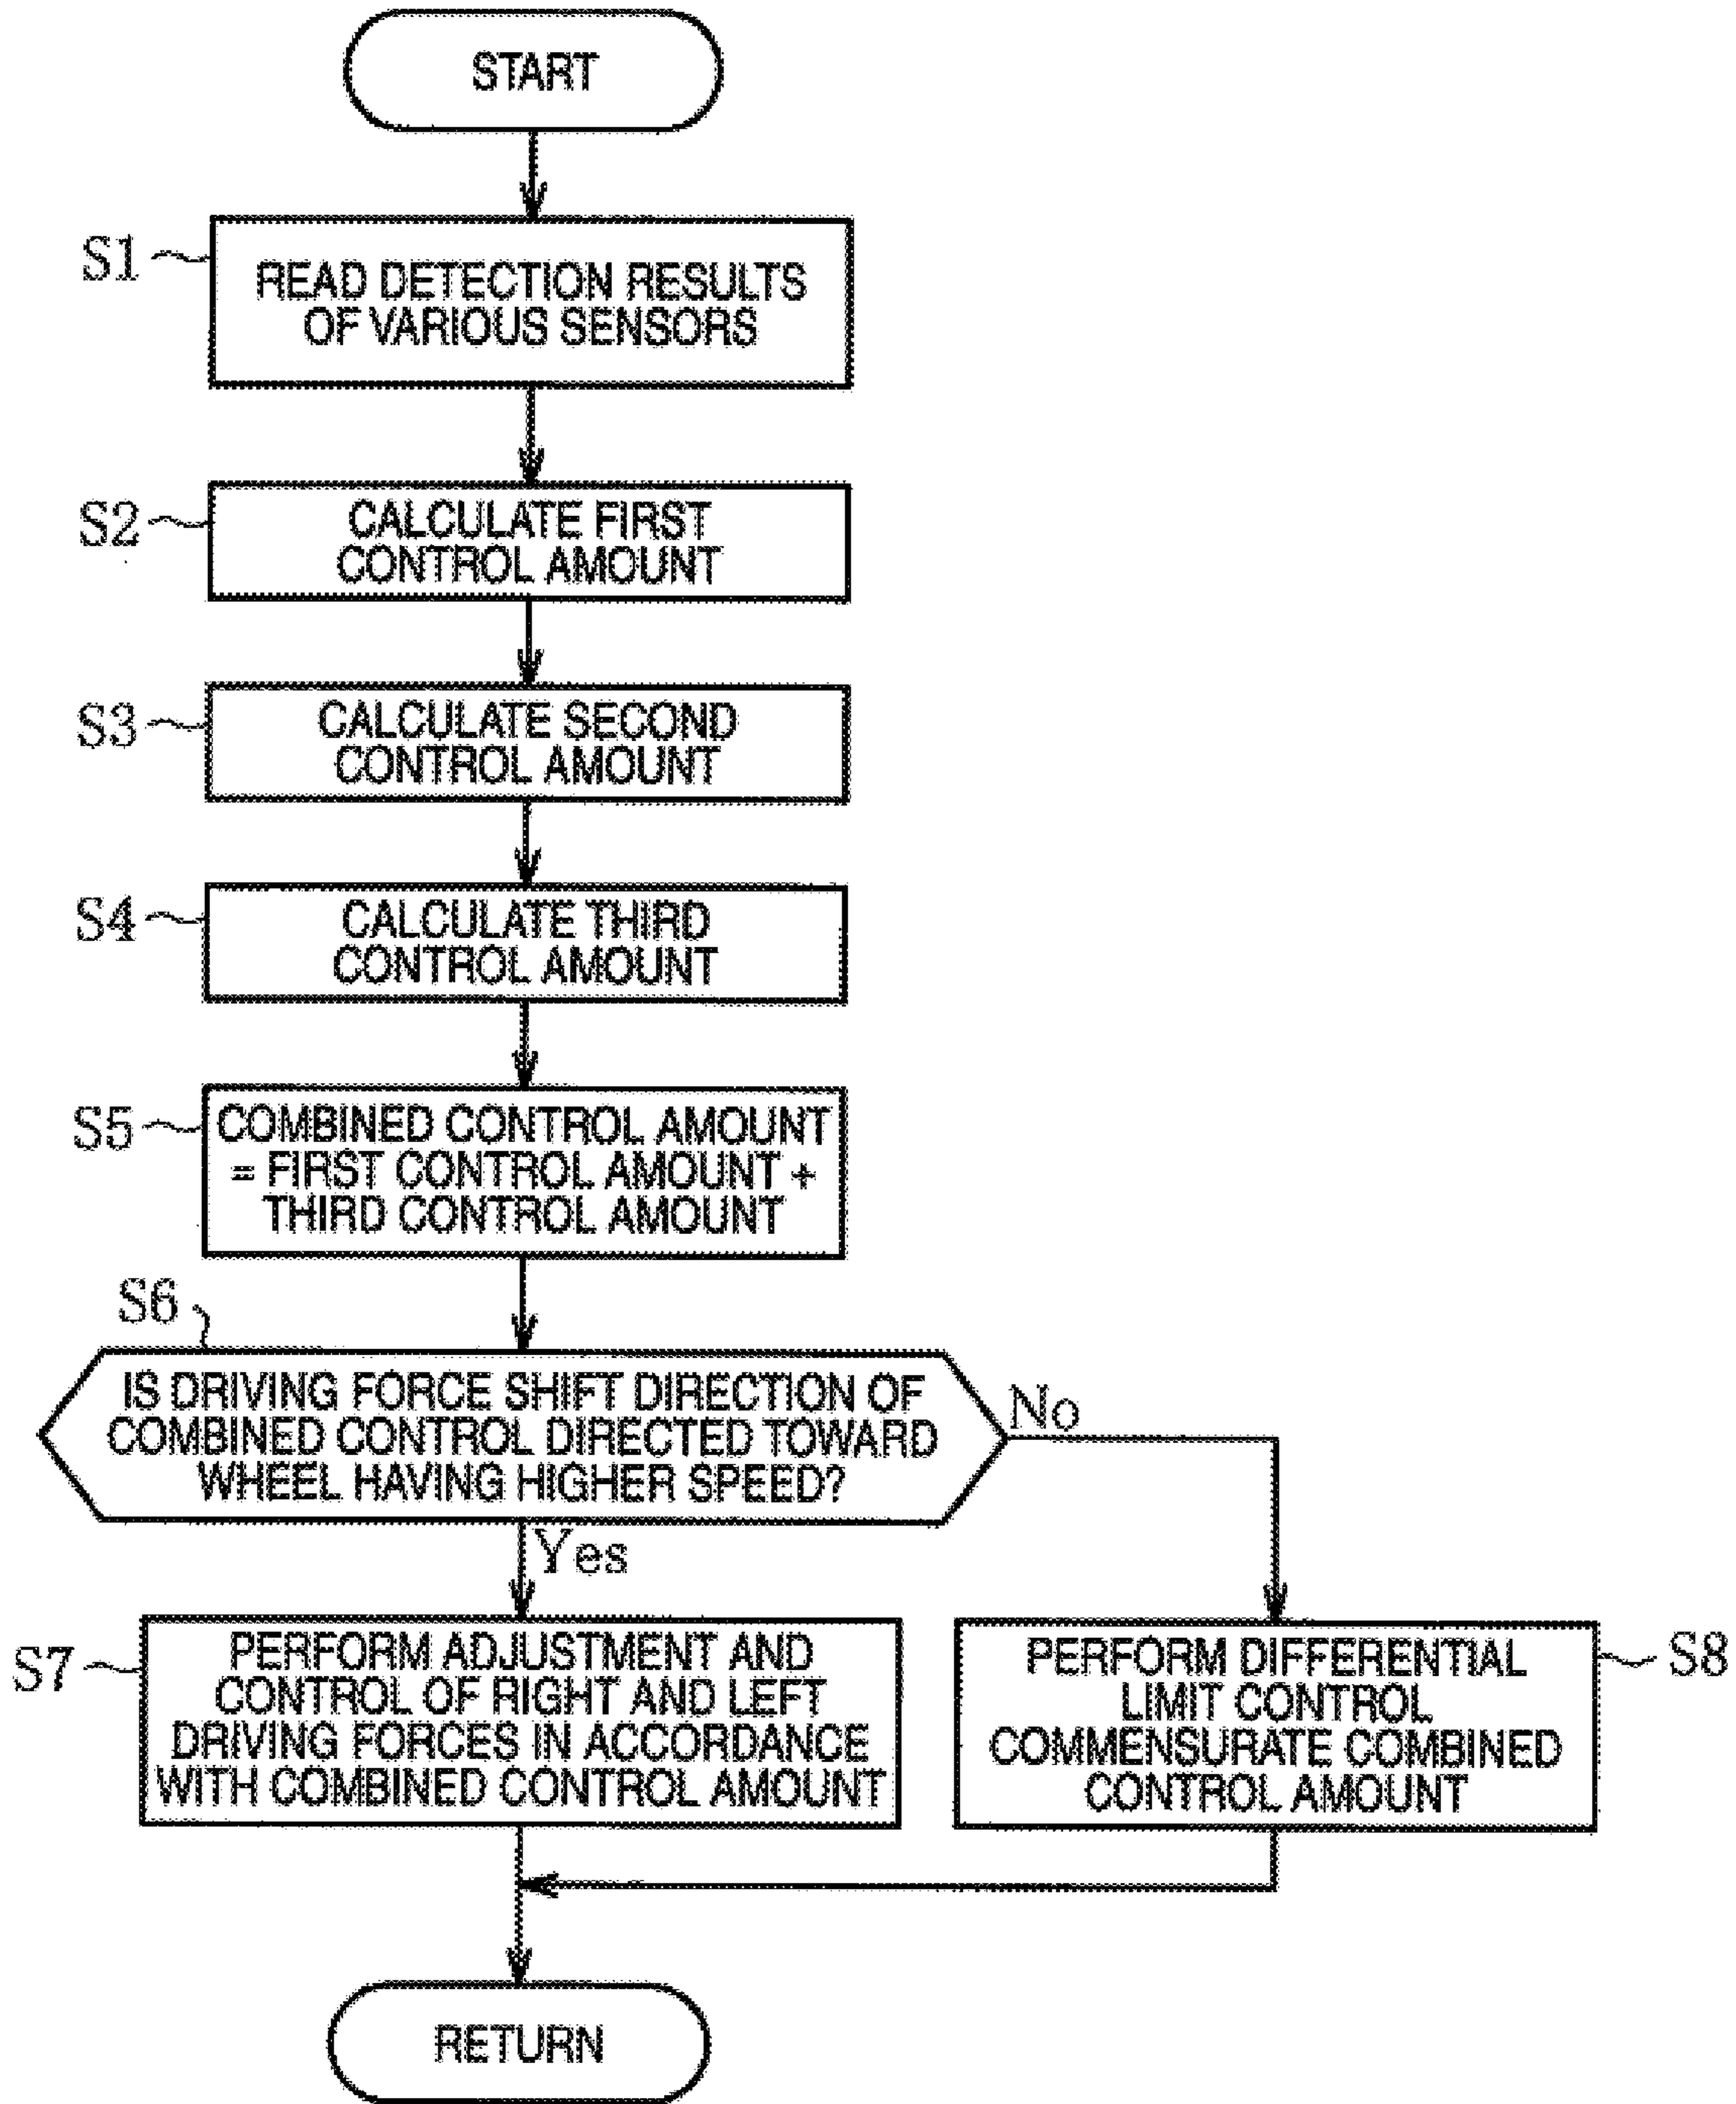 START
S1
READ DETECTION RESULTS
OF VARIOUS SENSORS
S2
CALCULATE FIRST
CONTROL AMOUNT
S3
CALCULATE SECOND
CONTROL AMOUNT
S4
CALCULATE THIRD
CONTROL AMOUNT
S5
COMBINED CONTROL AMOUNT
= FIRST CONTROL AMOUNT +
THIRD CONTROL AMOUNT
S6
IS DRIVING FORCE SHIFT DIRECTION OF
COMBINED CONTROL DIRECTED TOWARD
WHEEL HAVING HIGHER SPEED?
No
Yes
S7
PERFORM ADJUSTMENT AND
CONTROL OF RIGHT AND LEFT
DRIVING FORCES IN ACCORDANCE
WITH COMBINED CONTROL AMOUNT
S8
PERFORM DIFFERENTIAL
LIMIT CONTROL
COMMENSURATE COMBINED
CONTROL AMOUNT
RETURN